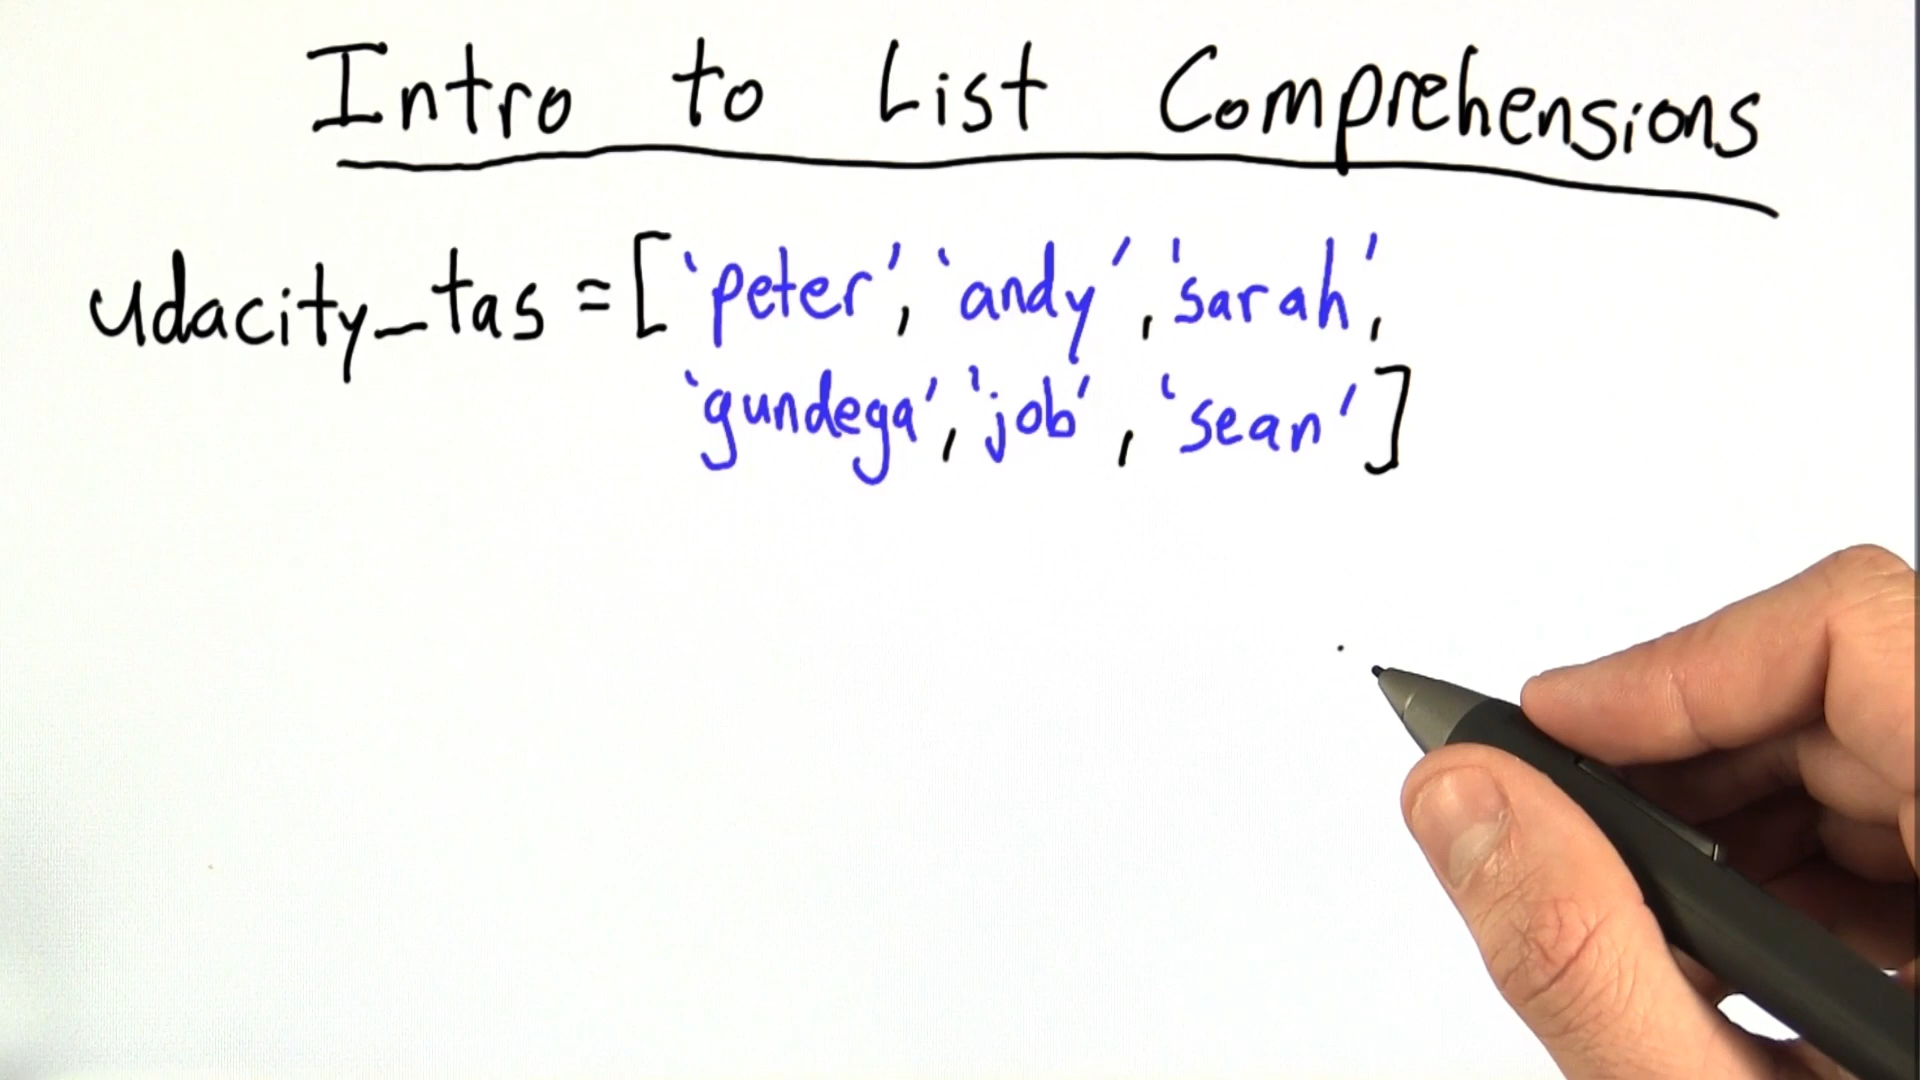 Intro to List Comprehensions
udacity_tas = ['peter', 'andy', 'sarah',
'gundega', 'job', 'sean']